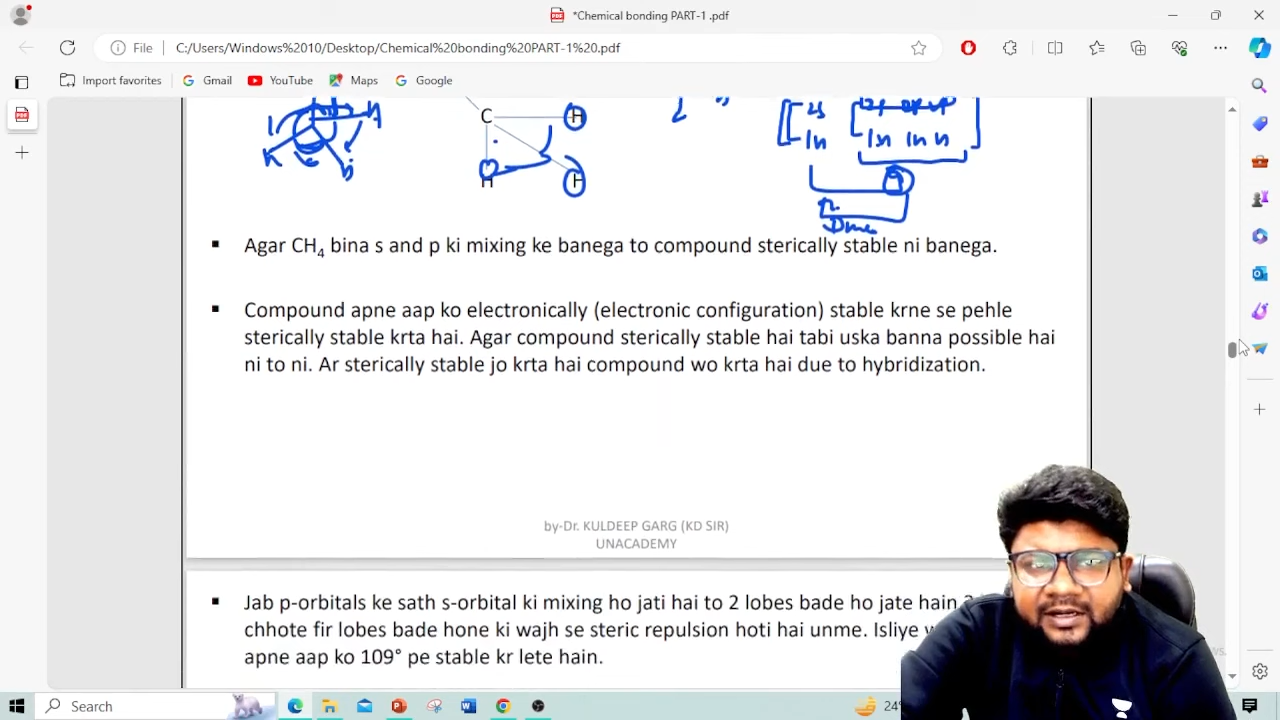 *Chemical bonding PART-1 .pdf
File
C:/Users/Windows%2010/Desktop/Chemical%20bonding%20PART-1%20.pdf
Import favorites
Gmail
YouTube
Maps
Google
C
H
H
H
2s
1n
1n 1n n
▪ Agar CH4 bina s and p ki mixing ke banega to compound sterically stable ni banega.
▪ Compound apne aap ko electronically (electronic configuration) stable krne se pehle
sterically stable krta hai. Agar compound sterically stable hai tabi uska banna possible hai
ni to ni. Ar sterically stable jo krta hai compound wo krta hai due to hybridization.
by-Dr. KULDEEP GARG (KD SIR)
UNACADEMY
▪ Jab p-orbitals ke sath s-orbital ki mixing ho jati hai to 2 lobes bade ho jate hain
chhote fir lobes bade hone ki wajh se steric repulsion hoti hai unme. Isliye
apne aap ko 109° pe stable kr lete hain.
Search
24